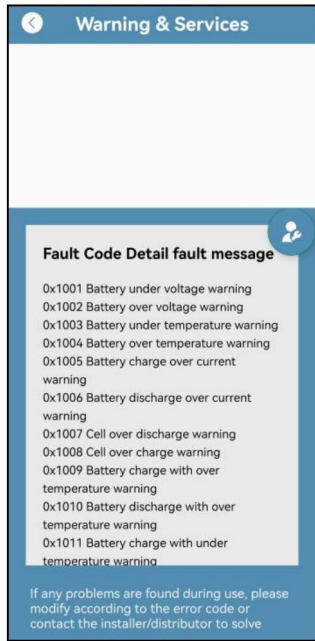 Warning & Services
Fault Code Detail fault message
0x1001 Battery under voltage warning
0x1002 Battery over voltage warning
0x1003 Battery under temperature warning
0x1004 Battery over temperature warning
0x1005 Battery charge over current
warning
0x1006 Battery discharge over current
warning
0x1007 Cell over discharge warning
0x1008 Cell over charge warning
0x1009 Battery charge with over
temperature warning
0x1010 Battery discharge with over
temperature warning
0x1011 Battery charge with under
temperature warning
If any problems are found during use, please
modify according to the error code or
contact the installer/distributor to solve